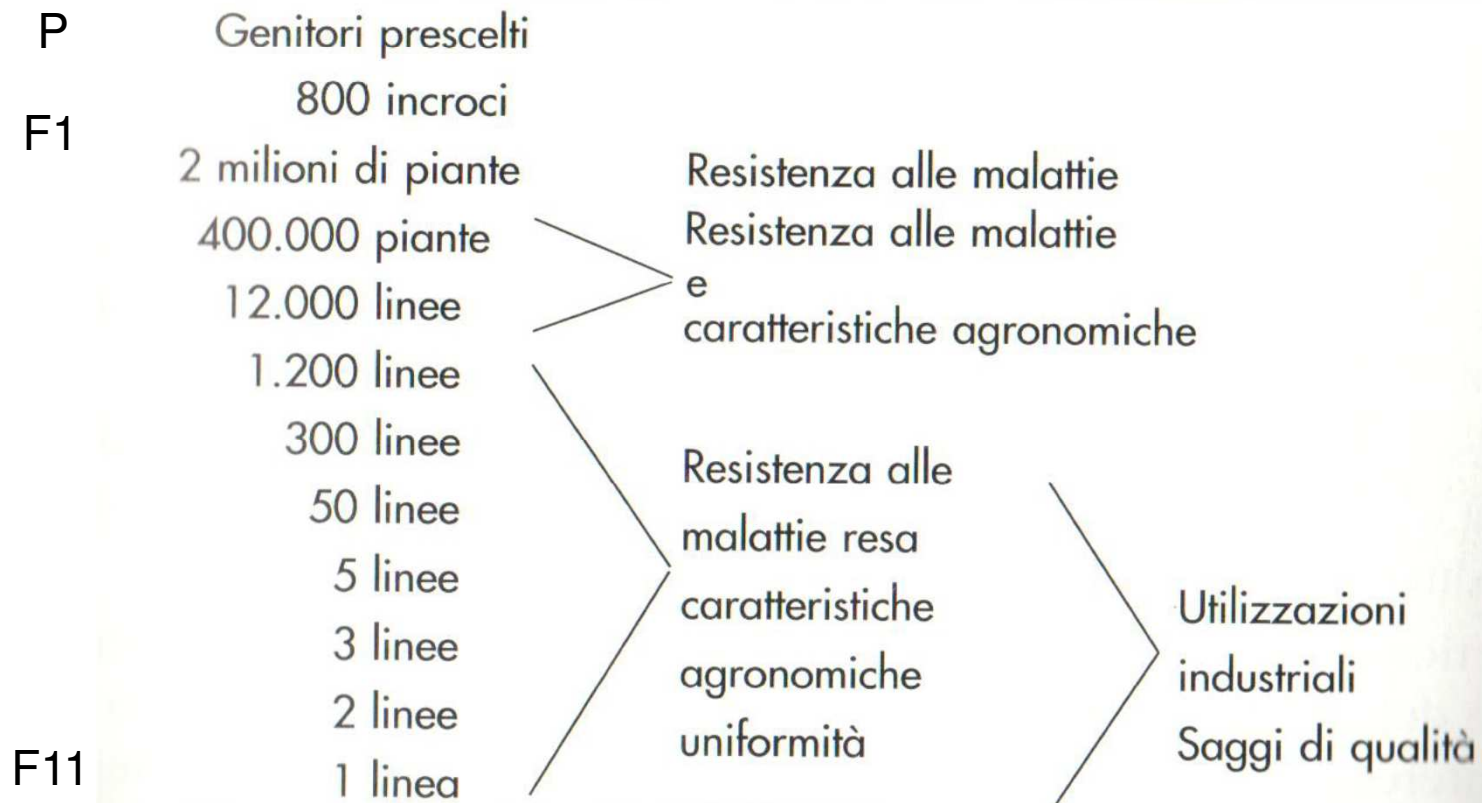 P
Genitori prescelti
800 incroci
F1
2 milioni di piante
Resistenza alle malattie
400.000 piante
Resistenza alle malattie
e
12.000 linee
caratteristiche agronomiche
1.200 linee
300 linee
Resistenza alle
50 linee
malattie resa
5 linee
caratteristiche
Utilizzazioni
3 linee
agronomiche
industriali
2 linee
uniformità
Saggi di qualità
F11
1 linea